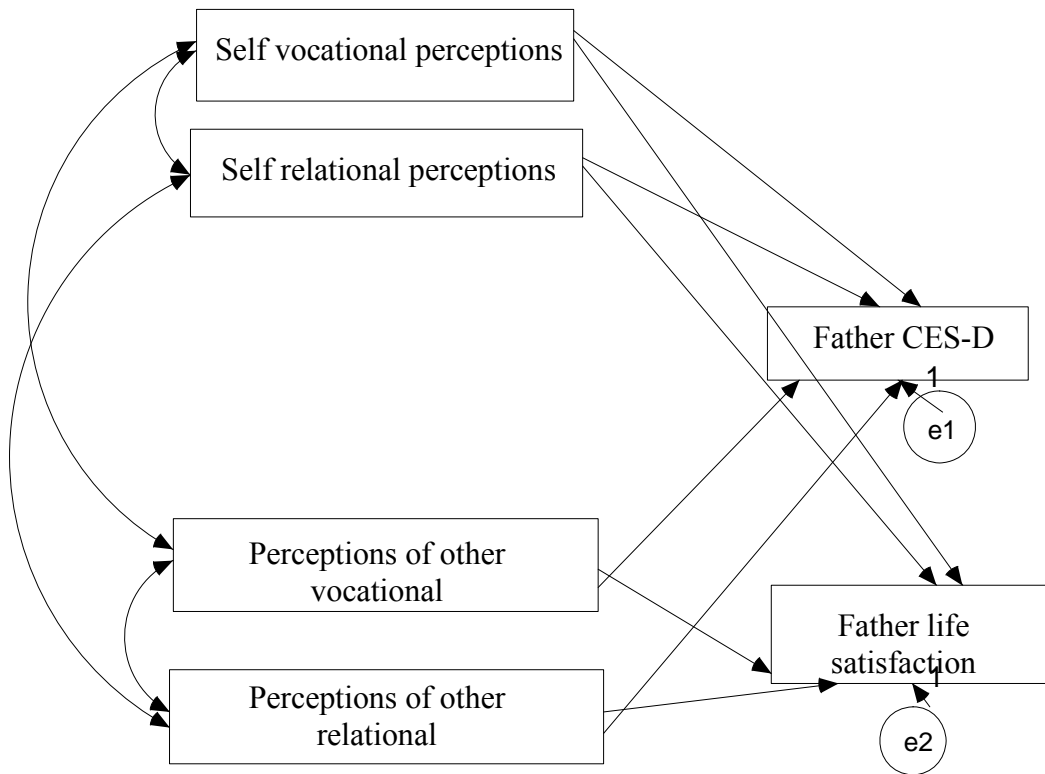 Self vocational perceptions
Self relational perceptions
Father CES-D
1
e1
Perceptions of other
vocational
Father life
satisfaction
1
Perceptions of other
relational
e2